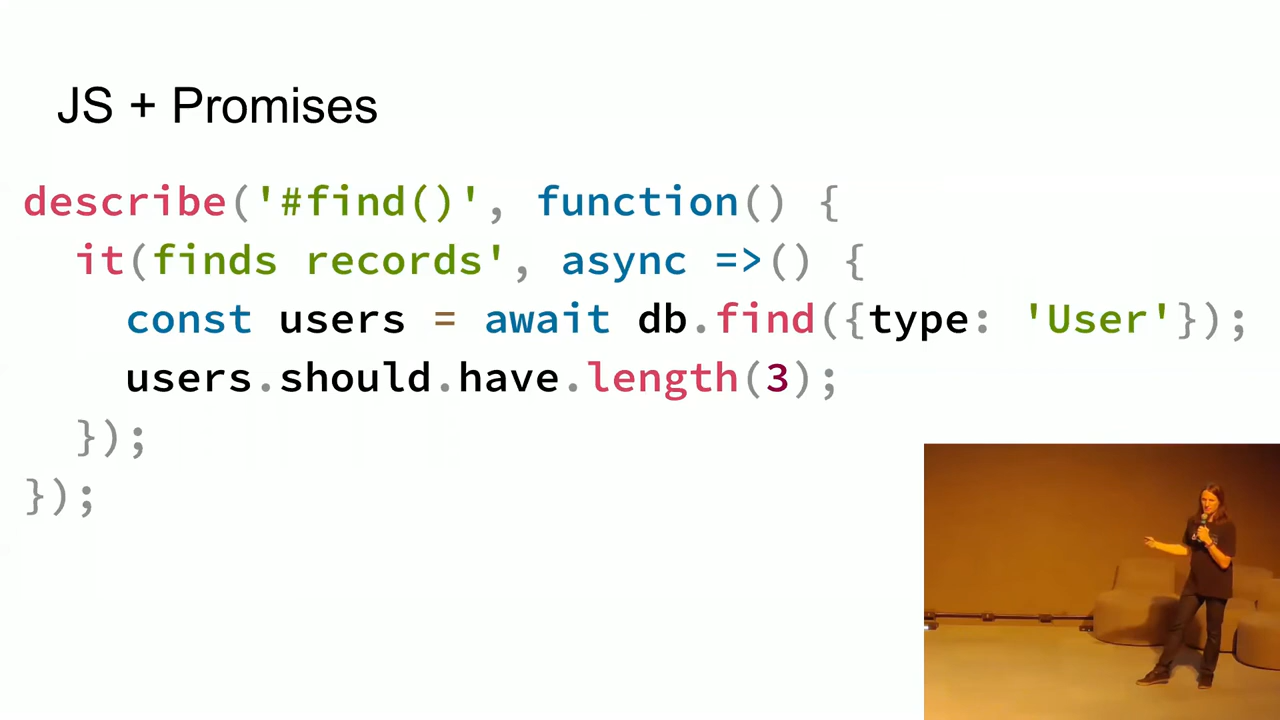 JS + Promises
describe('#find()', function() {
it(finds records', async =>() {
const users = await db.find({type: 'User'});
users.should.have.length(3);
});
});